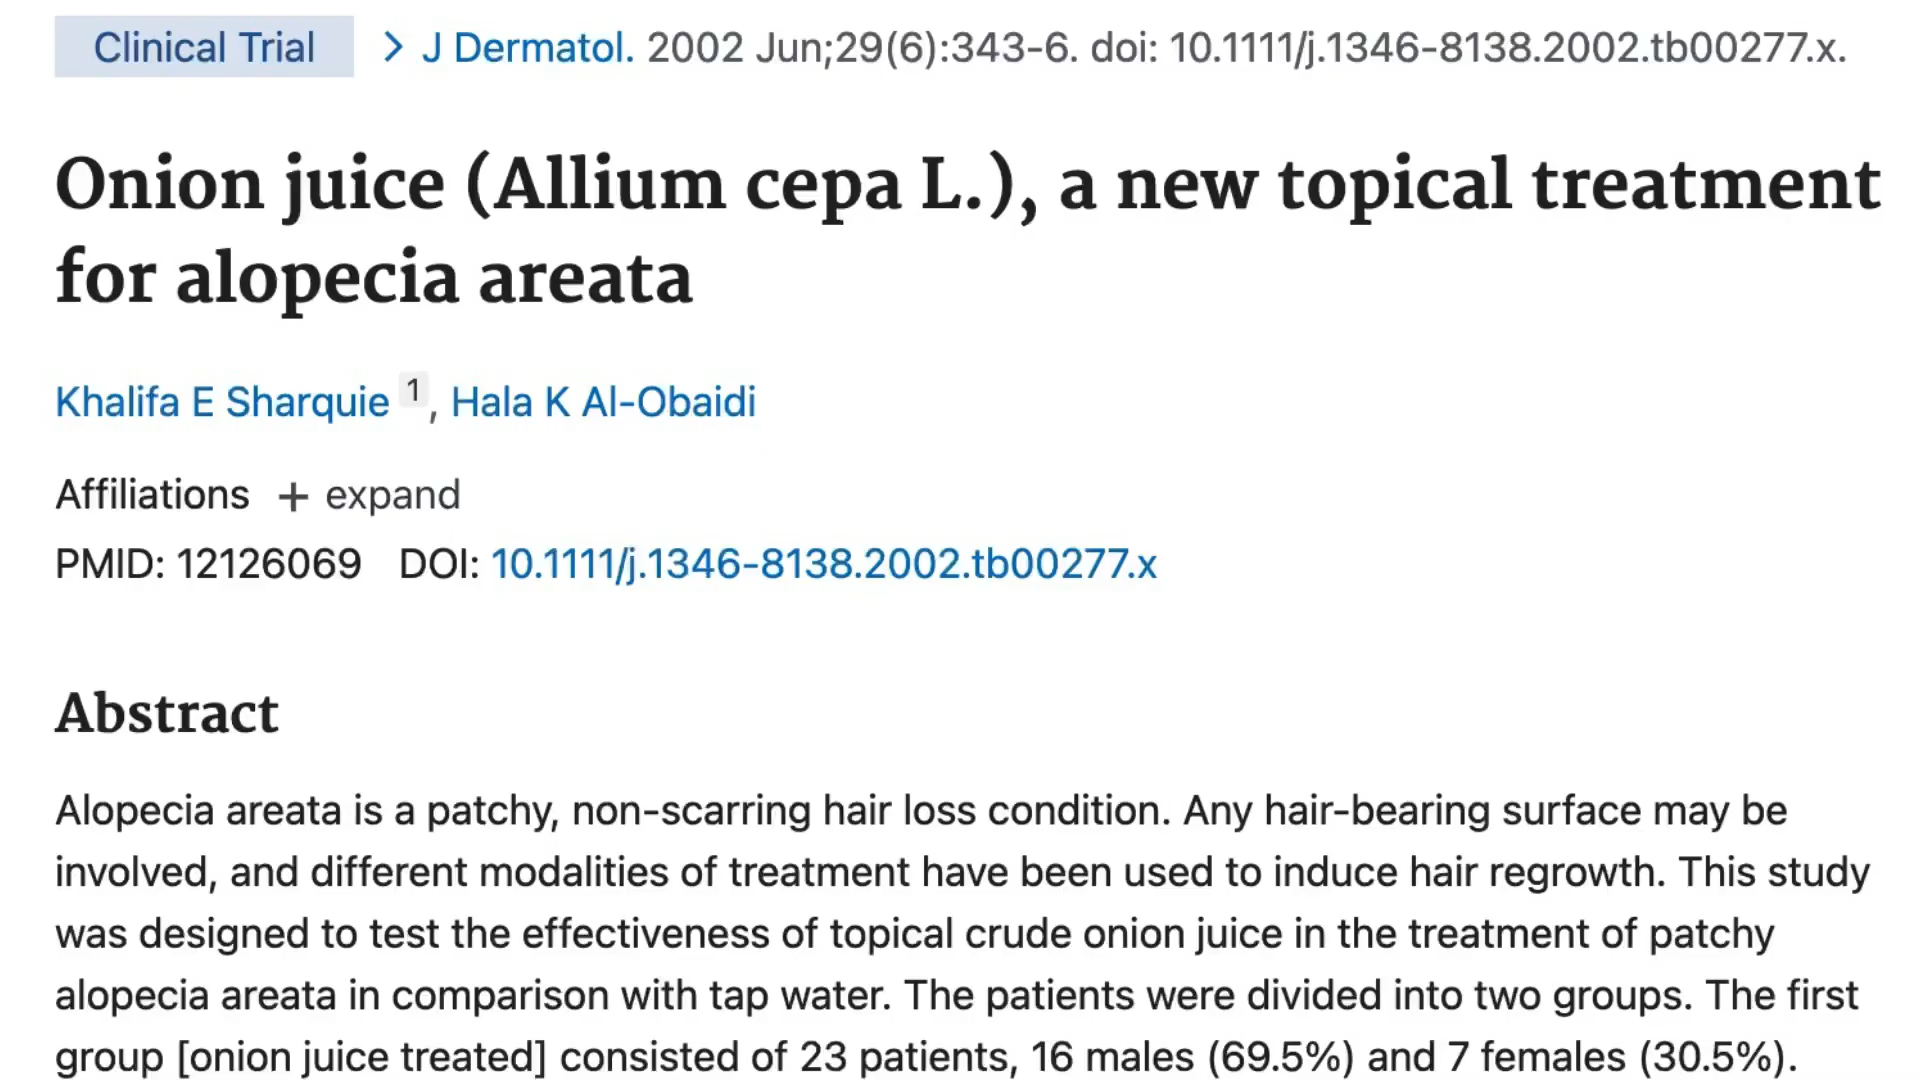 Clinical Trial > J Dermatol. 2002 Jun;29(6):343-6. doi: 10.1111/j.1346-8138.2002.tb00277.x.
Onion juice (Allium cepa L.), a new topical treatment
for alopecia areata
Khalifa E Sharquie 1, Hala K Al-Obaidi
Affiliations + expand
PMID: 12126069 DOI: 10.1111/j.1346-8138.2002.tb00277.x
Abstract
Alopecia areata is a patchy, non-scarring hair loss condition. Any hair-bearing surface may be
involved, and different modalities of treatment have been used to induce hair regrowth. This study
was designed to test the effectiveness of topical crude onion juice in the treatment of patchy
alopecia areata in comparison with tap water. The patients were divided into two groups. The first
group [onion juice treated] consisted of 23 patients, 16 males (69.5%) and 7 females (30.5%).